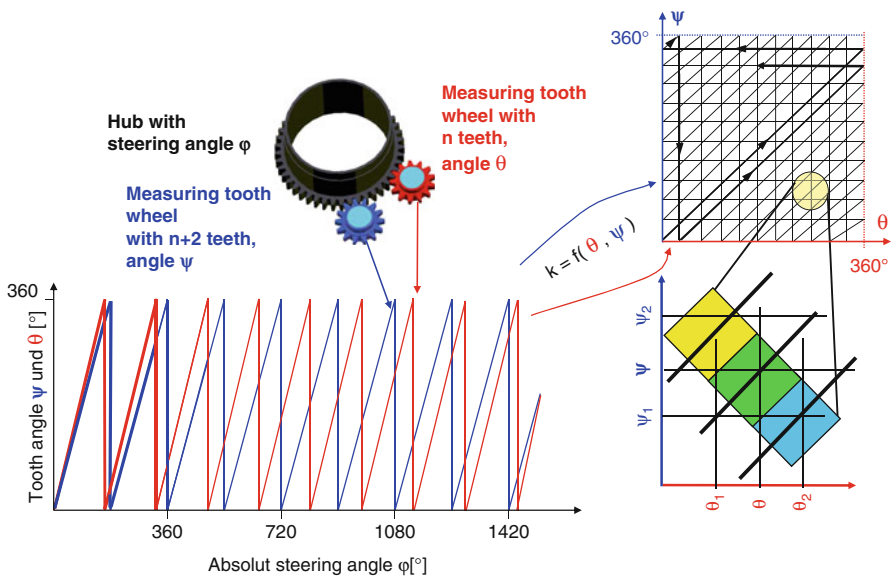 Hub with
steering angle φ
Measuring tooth
wheel with
n teeth,
angle θ
Measuring tooth
wheel
with n+2 teeth,
angle ψ
360
Tooth angle ψ und θ [°]
360
720
1080
1420
Absolut steering angle φ[°]
k = f( θ , ψ)
ψ
360°
θ
360°
ψ₂
ψ
ψ₁
θ₁
θ
θ₂